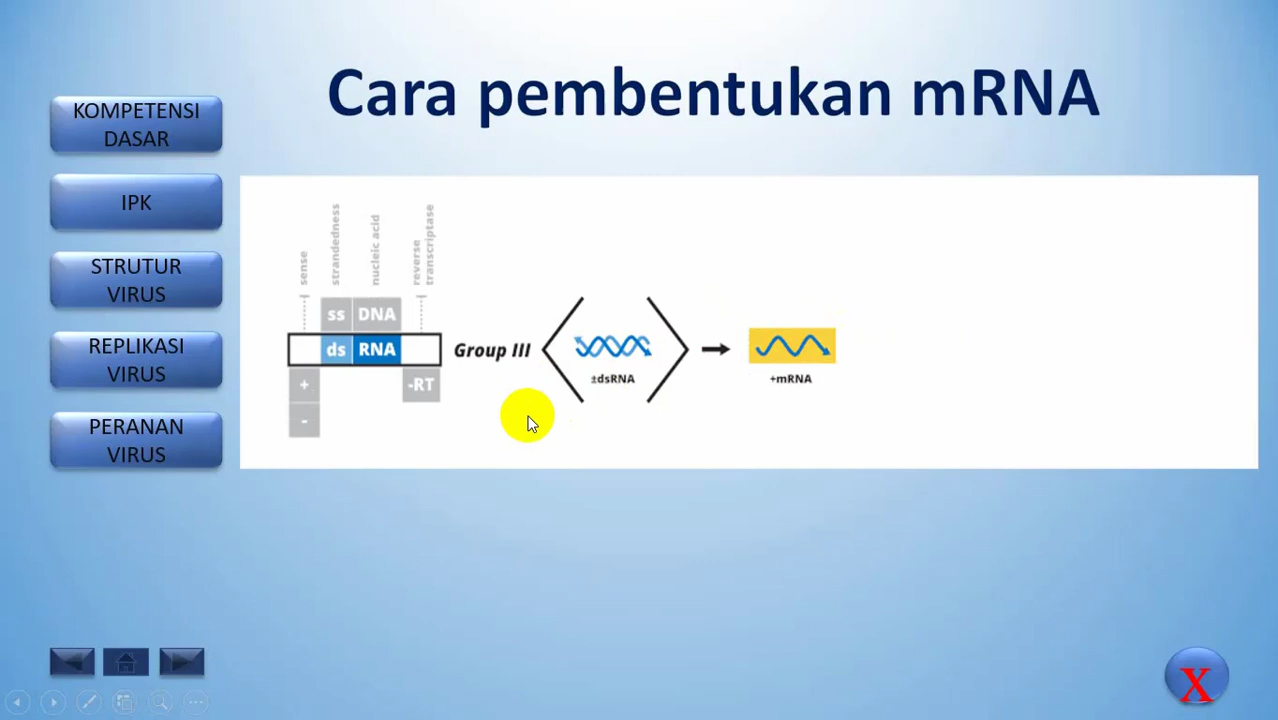 Cara pembentukan mRNA
KOMPETENSI
DASAR
IPK
STRUTUR
VIRUS
REPLIKASI
VIRUS
PERANAN
VIRUS
sense
strandedness
nucleic acid
reverse
transcriptase
ss DNA
ds RNA
+ -RT
-
Group III
±dsRNA
+mRNA
X